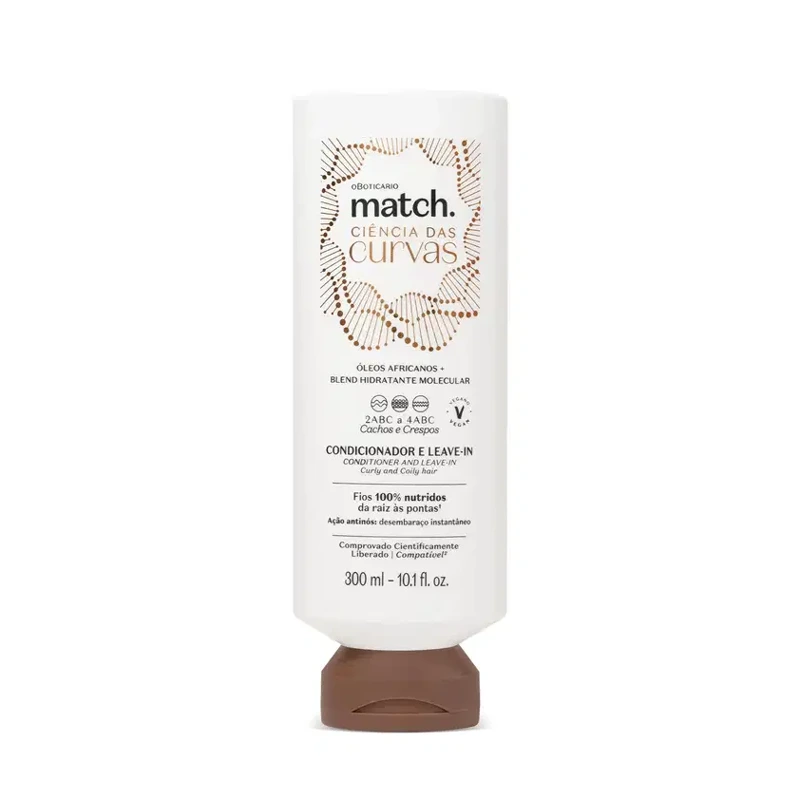 oBOTICÁRIO
match.
CIÊNCIA DAS
curvas
ÓLEOS AFRICANOS +
BLEND HIDRATANTE MOLECULAR
2ABC a 4ABC
Cachos e Crespos
VEGANO
V
VEGAN
CONDICIONADOR E LEAVE-IN
CONDITIONER AND LEAVE-IN
Curly and Coily hair
Fios 100% nutridos
da raiz às pontas¹
Ação antinós: desembaraço instantâneo
Comprovado Cientificamente
Liberado | Compatível²
300 ml – 10.1 fl. oz.